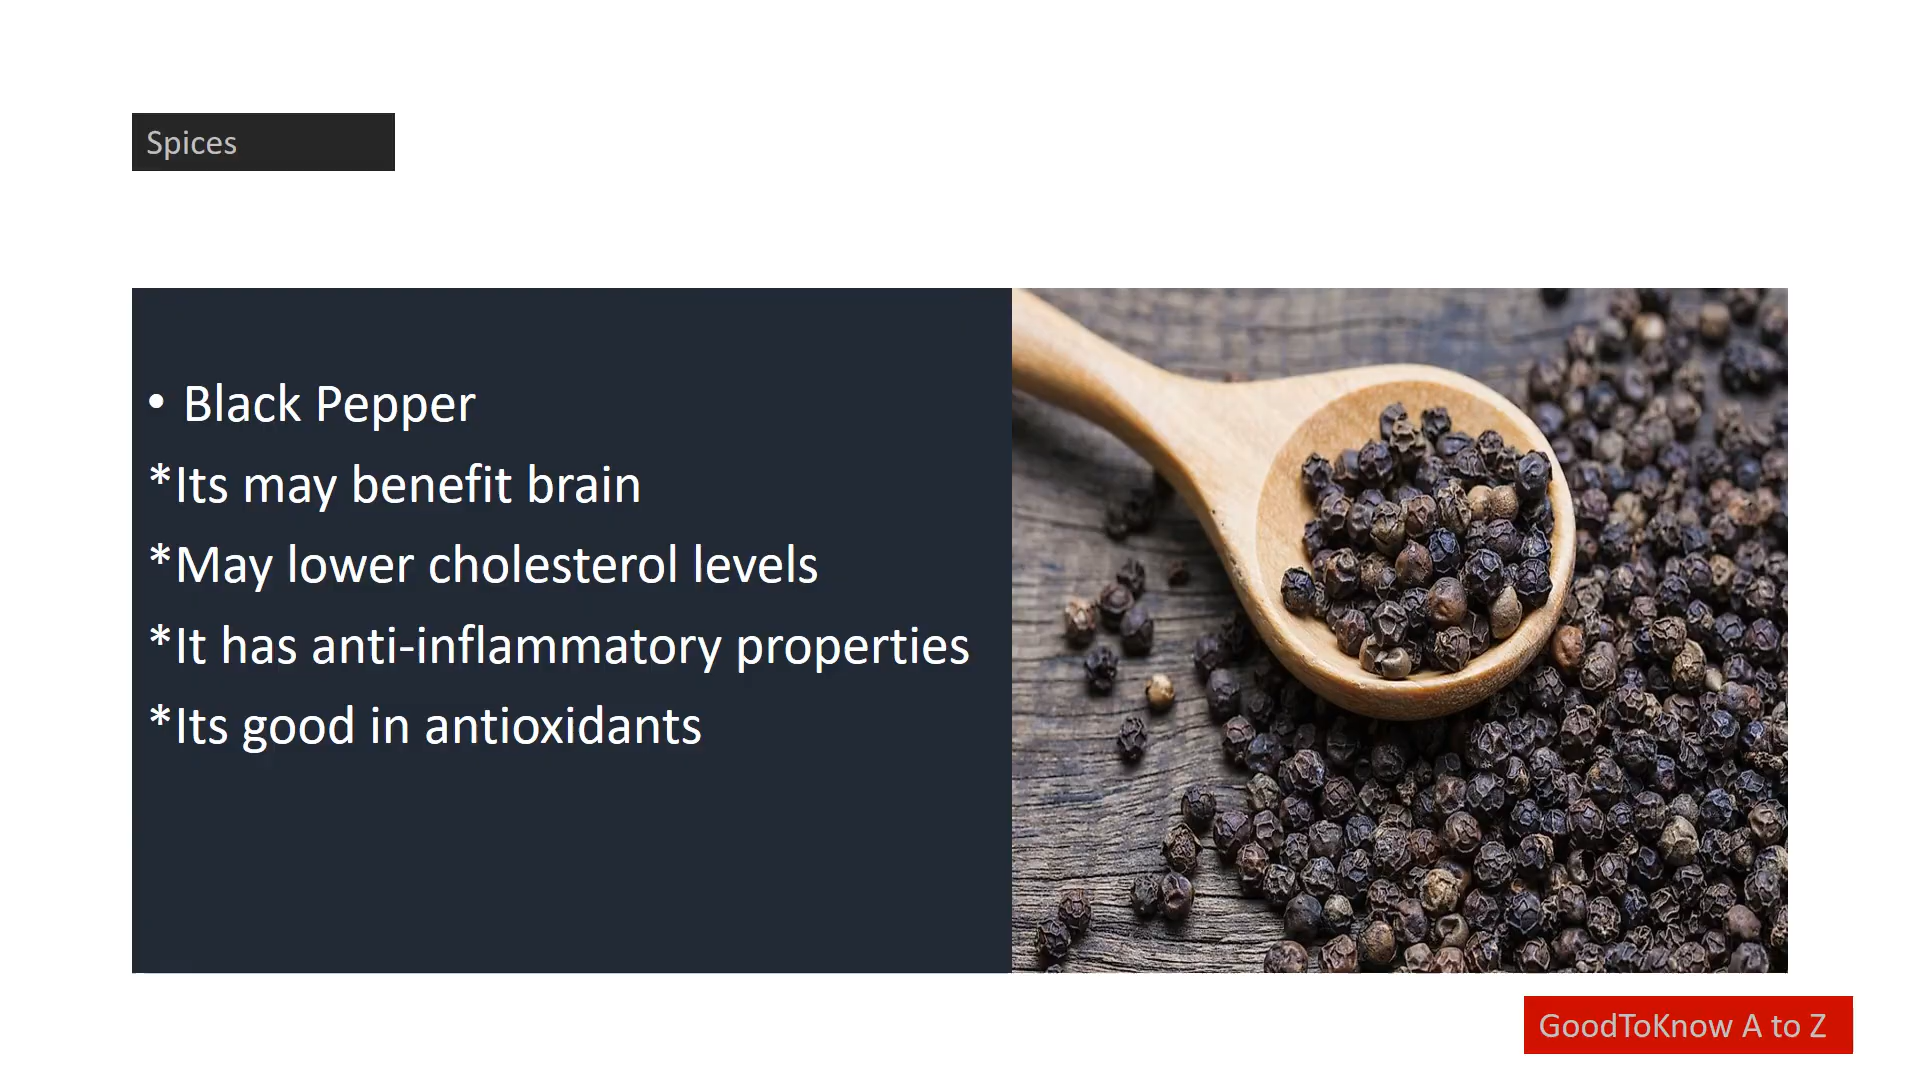 Spices
• Black Pepper
*Its may benefit brain
*May lower cholesterol levels
*It has anti-inflammatory properties
*Its good in antioxidants
GoodToKnow A to Z